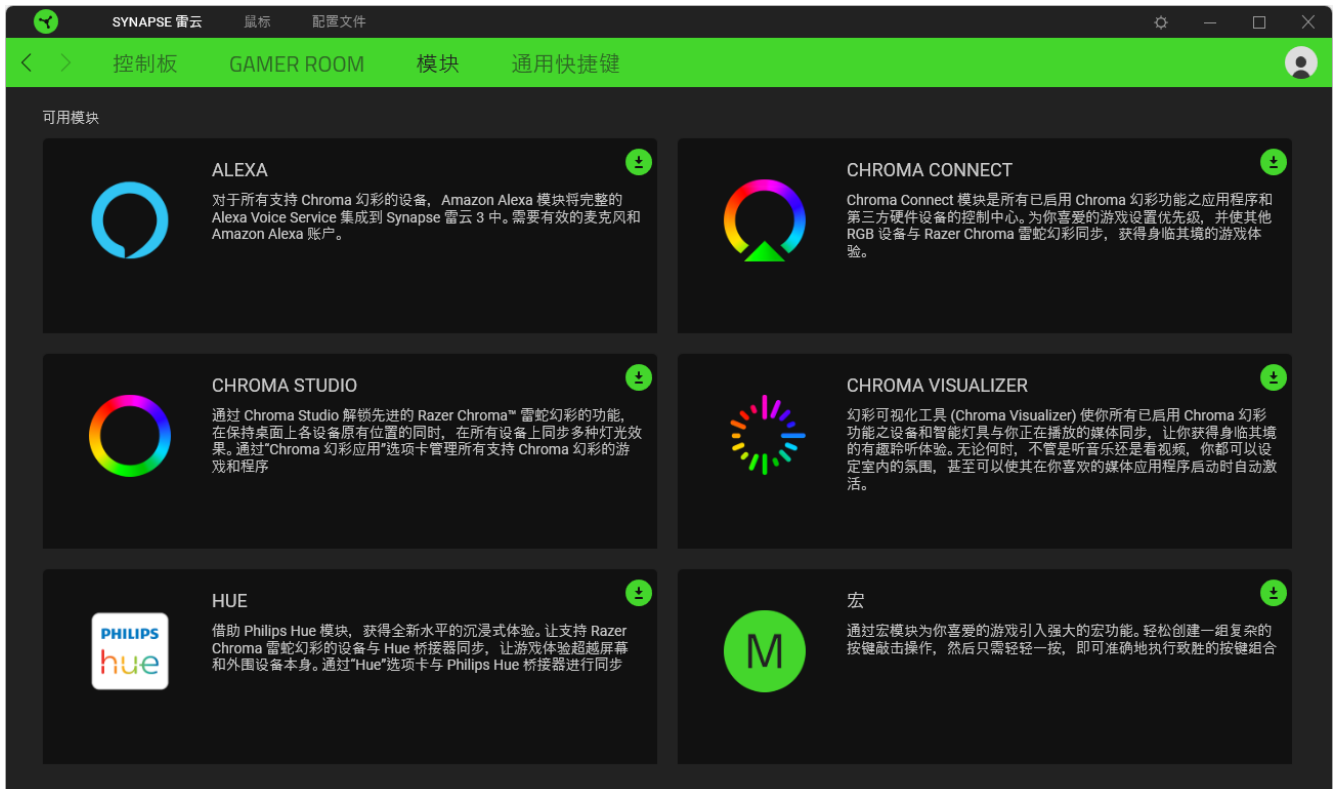 SYNAPSE 雷云 鼠标 配置文件
控制板 GAMER ROOM 模块 通用快捷键
可用模块
ALEXA
对于所有支持 Chroma 幻彩的设备，Amazon Alexa 模块将完整的
Alexa Voice Service 集成到 Synapse 雷云 3 中。需要有效的麦克风和
Amazon Alexa 账户。
CHROMA CONNECT
Chroma Connect 模块是所有已启用 Chroma 幻彩功能之应用程序和
第三方硬件设备的控制中心。为你喜爱的游戏设置优先级，并使其他
RGB 设备与 Razer Chroma 雷蛇幻彩同步，获得身临其境的游戏体
验。
CHROMA STUDIO
通过 Chroma Studio 解锁先进的 Razer Chroma™ 雷蛇幻彩的功能，
在保持桌面上各设备原有位置的同时，在所有设备上同步多种灯光效
果。通过“Chroma 幻彩应用”选项卡管理所有支持 Chroma 幻彩的游
戏和程序
CHROMA VISUALIZER
幻彩可视化工具 (Chroma Visualizer) 使你所有已启用 Chroma 幻彩
功能之设备和智能灯具与你正在播放的媒体同步，让你获得身临其境
的有趣聆听体验。无论何时，不管是听音乐还是看视频，你都可以设
定室内的氛围，甚至可以使其在你喜欢的媒体应用程序启动时自动激
活。
PHILIPS
hue
HUE
借助 Philips Hue 模块，获得全新水平的沉浸式体验。让支持 Razer
Chroma 雷蛇幻彩的设备与 Hue 桥接器同步，让游戏体验超越屏幕
和外围设备本身。通过“Hue”选项卡与 Philips Hue 桥接器进行同步
M
宏
通过宏模块为你喜爱的游戏引入强大的宏功能。轻松创建一组复杂的
按键敲击操作，然后只需轻轻一按，即可准确地执行致胜的按键组合